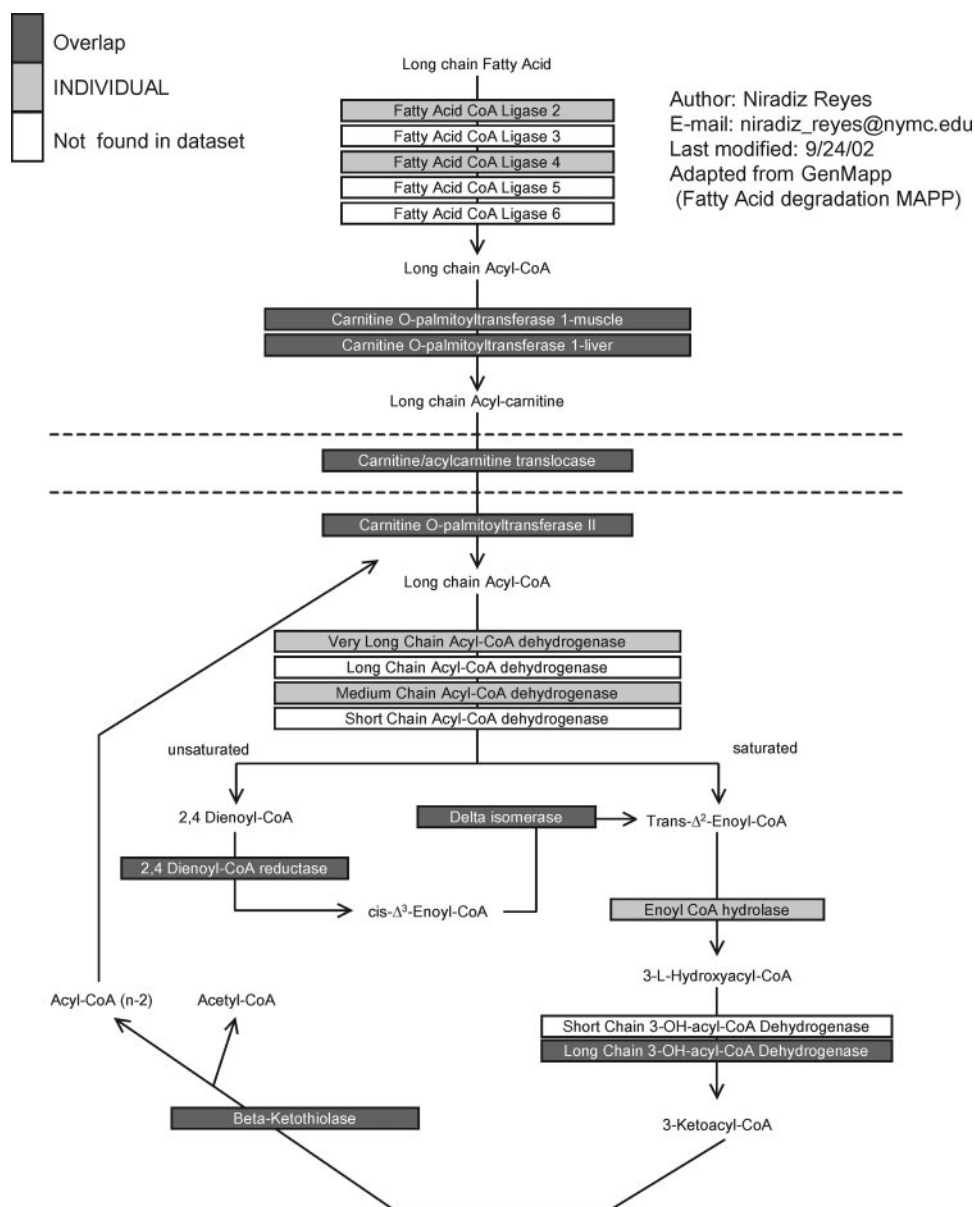 Overlap
INDIVIDUAL
Not found in dataset
Author: Niradiz Reyes
E-mail: niradiz_reyes@nymc.edu
Last modified: 9/24/02
Adapted from GenMapp
(Fatty Acid degradation MAPP)
Long chain Fatty Acid
Fatty Acid CoA Ligase 2
Fatty Acid CoA Ligase 3
Fatty Acid CoA Ligase 4
Fatty Acid CoA Ligase 5
Fatty Acid CoA Ligase 6
Long chain Acyl-CoA
Carnitine O-palmitoyltransferase 1-muscle
Carnitine O-palmitoyltransferase 1-liver
Long chain Acyl-carnitine
Carnitine/acylcarnitine translocase
Carnitine O-palmitoyltransferase II
Long chain Acyl-CoA
Very Long Chain Acyl-CoA dehydrogenase
Long Chain Acyl-CoA dehydrogenase
Medium Chain Acyl-CoA dehydrogenase
Short Chain Acyl-CoA dehydrogenase
unsaturated
saturated
2,4 Dienoyl-CoA
Delta isomerase
Trans-Δ²-Enoyl-CoA
2,4 Dienoyl-CoA reductase
cis-Δ³-Enoyl-CoA
Enoyl CoA hydrolase
3-L-Hydroxyacyl-CoA
Acyl-CoA (n-2)
Acetyl-CoA
Short Chain 3-OH-acyl-CoA Dehydrogenase
Long Chain 3-OH-acyl-CoA Dehydrogenase
Beta-Ketothiolase
3-Ketoacyl-CoA